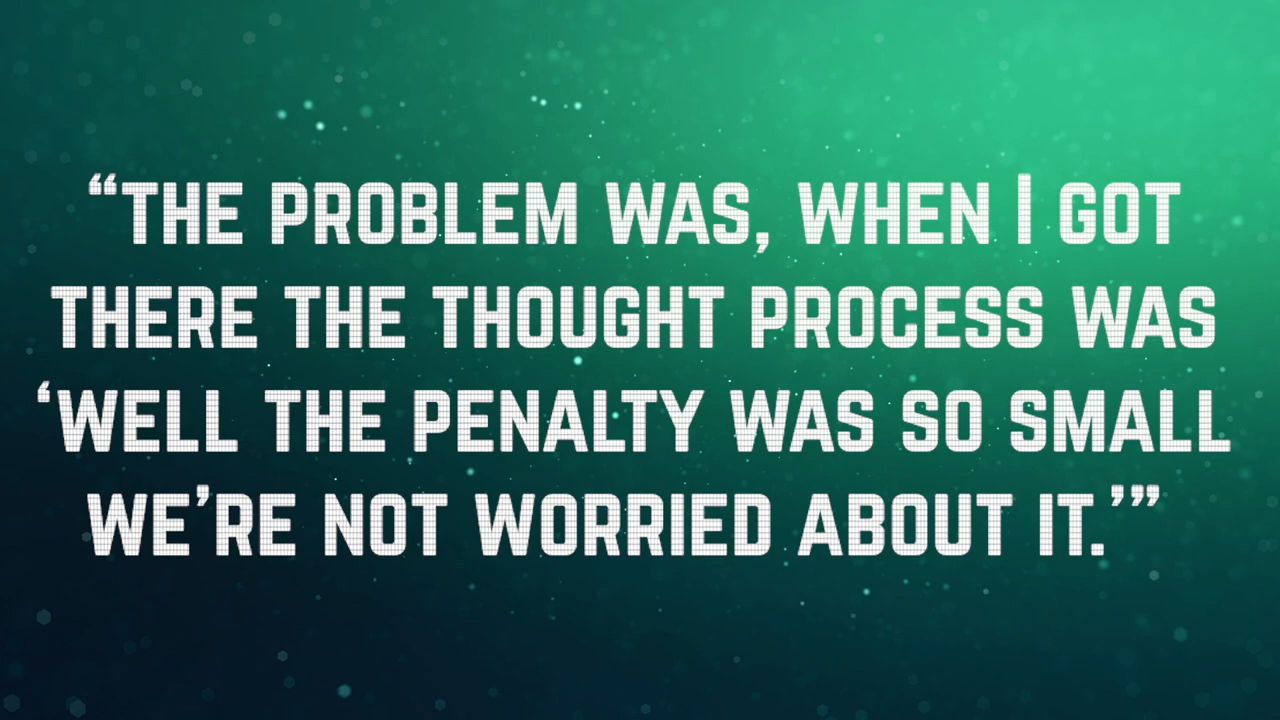 “THE PROBLEM WAS, WHEN I GOT
THERE THE THOUGHT PROCESS WAS
‘WELL THE PENALTY WAS SO SMALL
WE’RE NOT WORRIED ABOUT IT.’”